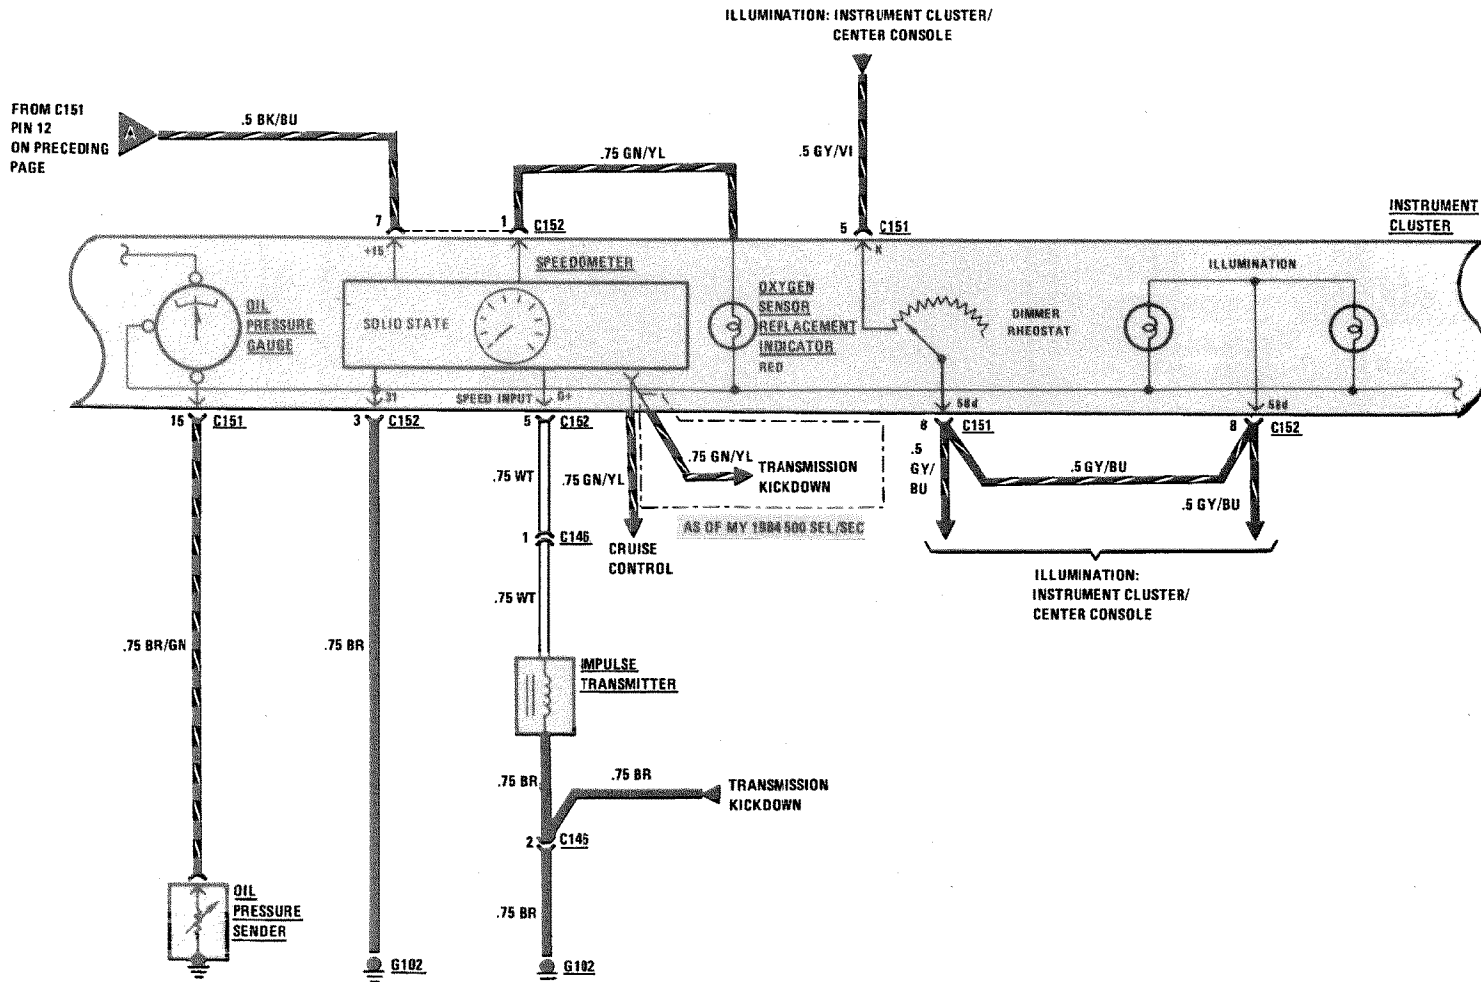 ILLUMINATION: INSTRUMENT CLUSTER/
CENTER CONSOLE
FROM C151
PIN 12
ON PRECEDING
PAGE
A
.5 BK/BU
.75 GN/YL
.5 GY/VI
7
1
C152
5
C151
INSTRUMENT
CLUSTER
+15
SPEEDOMETER
K
ILLUMINATION
OIL
PRESSURE
GAUGE
SOLID STATE
OXYGEN
SENSOR
REPLACEMENT
INDICATOR
RED
DIMMER
RHEOSTAT
31
SPEED INPUT
G+
58d
58d
15
C151
3
C152
5
C152
6
C151
8
C152
.75 WT
.75 GN/YL
.75 GN/YL
TRANSMISSION
KICKDOWN
.5
GY/
BU
.5 GY/BU
.5 GY/BU
AS OF MY 1984 500 SEL/SEC
1
C146
CRUISE
CONTROL
ILLUMINATION:
INSTRUMENT CLUSTER/
CENTER CONSOLE
.75 WT
.75 BR/GN
.75 BR
IMPULSE
TRANSMITTER
.75 BR
.75 BR
TRANSMISSION
KICKDOWN
2
C146
OIL
PRESSURE
SENDER
.75 BR
G102
G102